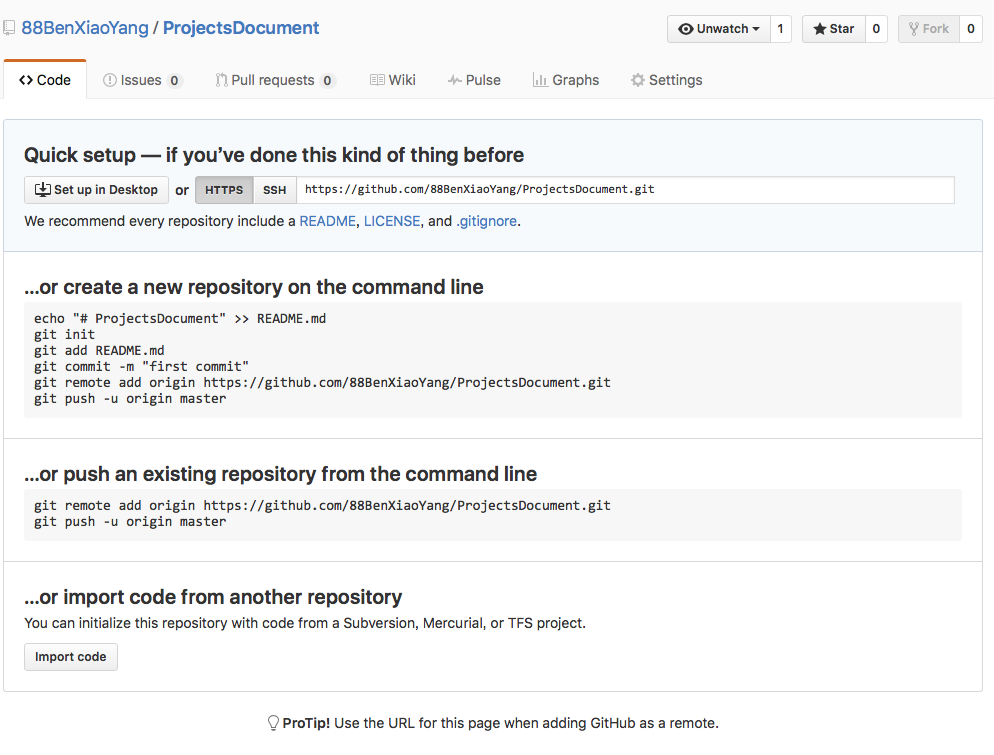 88BenXiaoYang / ProjectsDocument
Unwatch 1 Star 0 Fork 0
Code Issues 0 Pull requests 0 Wiki Pulse Graphs Settings
Quick setup — if you’ve done this kind of thing before
Set up in Desktop or HTTPS SSH https://github.com/88BenXiaoYang/ProjectsDocument.git
We recommend every repository include a README, LICENSE, and .gitignore.
…or create a new repository on the command line
echo "# ProjectsDocument" >> README.md
git init
git add README.md
git commit -m "first commit"
git remote add origin https://github.com/88BenXiaoYang/ProjectsDocument.git
git push -u origin master
…or push an existing repository from the command line
git remote add origin https://github.com/88BenXiaoYang/ProjectsDocument.git
git push -u origin master
…or import code from another repository
You can initialize this repository with code from a Subversion, Mercurial, or TFS project.
Import code
ProTip! Use the URL for this page when adding GitHub as a remote.